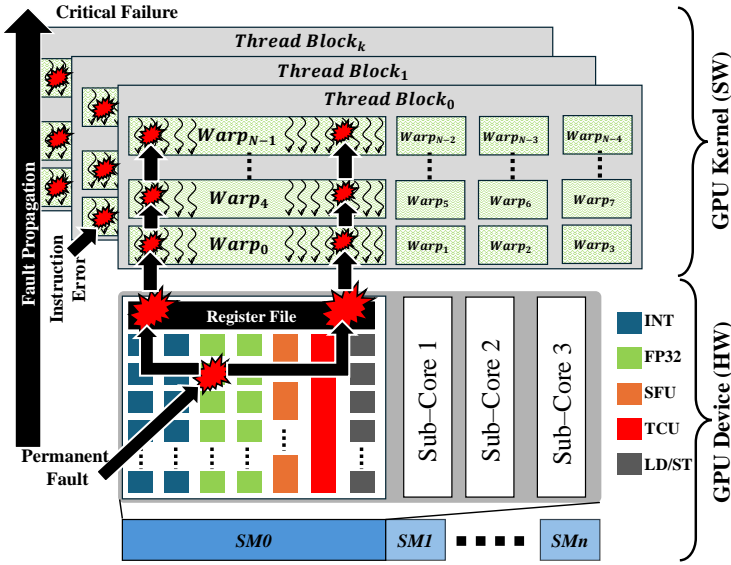 Critical Failure
Thread Block_k
Thread Block_1
Thread Block_0
Warp_{N-1}
Warp_{N-2}
Warp_{N-3}
Warp_{N-4}
Warp_4
Warp_5
Warp_6
Warp_7
Warp_0
Warp_1
Warp_2
Warp_3
Fault Propagation
Instruction
Error
GPU Kernel (SW)
Register File
Sub–Core 1
Sub–Core 2
Sub–Core 3
INT
FP32
SFU
TCU
LD/ST
GPU Device (HW)
Permanent
Fault
SM0
SM1
SMn